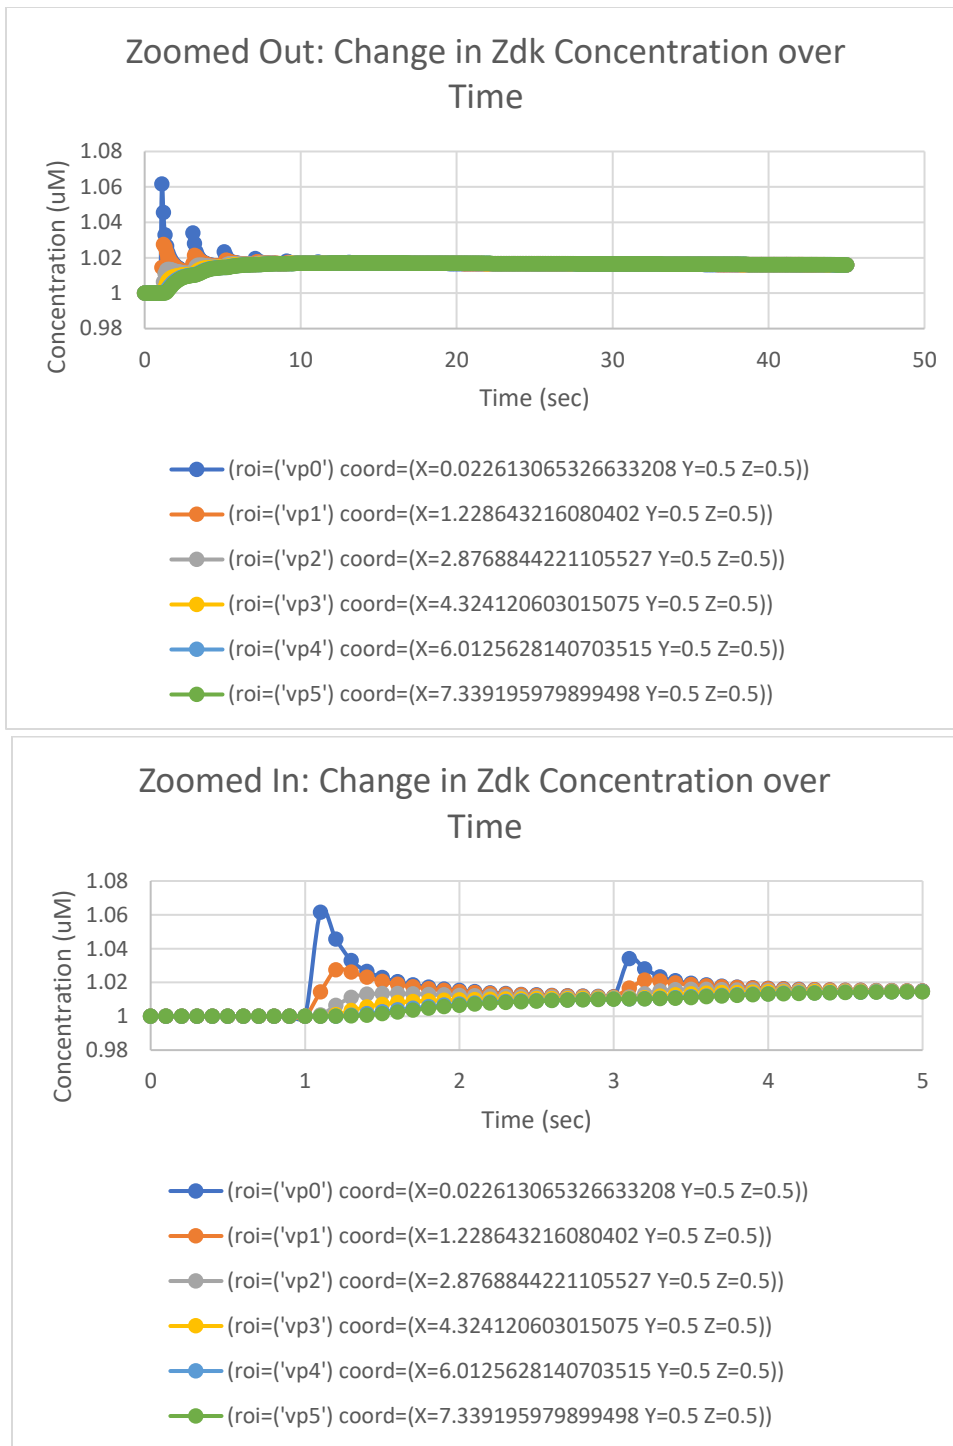 Zoomed Out: Change in Zdk Concentration over
Time
Concentration (uM)
1.08
1.06
1.04
1.02
1
0.98
0 10 20 30 40 50
Time (sec)
(roi=('vp0') coord=(X=0.022613065326633208 Y=0.5 Z=0.5))
(roi=('vp1') coord=(X=1.228643216080402 Y=0.5 Z=0.5))
(roi=('vp2') coord=(X=2.8768844221105527 Y=0.5 Z=0.5))
(roi=('vp3') coord=(X=4.324120603015075 Y=0.5 Z=0.5))
(roi=('vp4') coord=(X=6.0125628140703515 Y=0.5 Z=0.5))
(roi=('vp5') coord=(X=7.339195979899498 Y=0.5 Z=0.5))
Zoomed In: Change in Zdk Concentration over
Time
Concentration (uM)
1.08
1.06
1.04
1.02
1
0.98
0 1 2 3 4 5
Time (sec)
(roi=('vp0') coord=(X=0.022613065326633208 Y=0.5 Z=0.5))
(roi=('vp1') coord=(X=1.228643216080402 Y=0.5 Z=0.5))
(roi=('vp2') coord=(X=2.8768844221105527 Y=0.5 Z=0.5))
(roi=('vp3') coord=(X=4.324120603015075 Y=0.5 Z=0.5))
(roi=('vp4') coord=(X=6.0125628140703515 Y=0.5 Z=0.5))
(roi=('vp5') coord=(X=7.339195979899498 Y=0.5 Z=0.5))